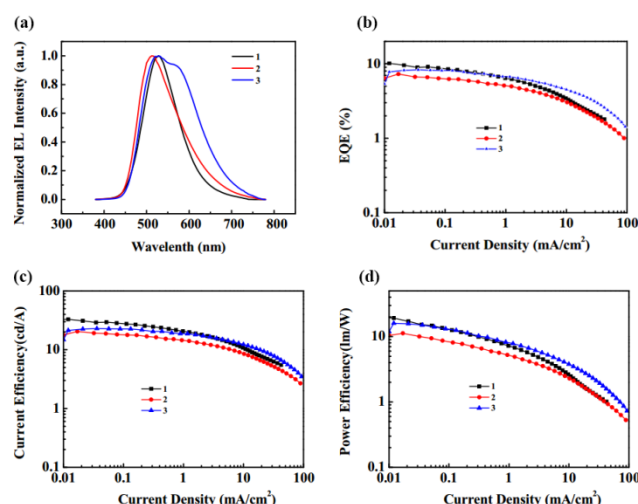 (a)
Normalized EL Intensity (a.u.)
1.0
0.8
0.6
0.4
0.2
0.0
300 400 500 600 700 800
Wavelenth (nm)
1
2
3
(b)
EQE (%)
100
10
1
0.1
0.01 0.1 1 10 100
Current Density (mA/cm²)
1
2
3
(c)
Current Efficiency(cd/A)
100
10
1
0.1
0.01 0.1 1 10 100
Current Density (mA/cm²)
1
2
3
(d)
Power Efficiency(lm/W)
10
1
0.1
0.01 0.1 1 10 100
Current Density (mA/cm²)
1
2
3